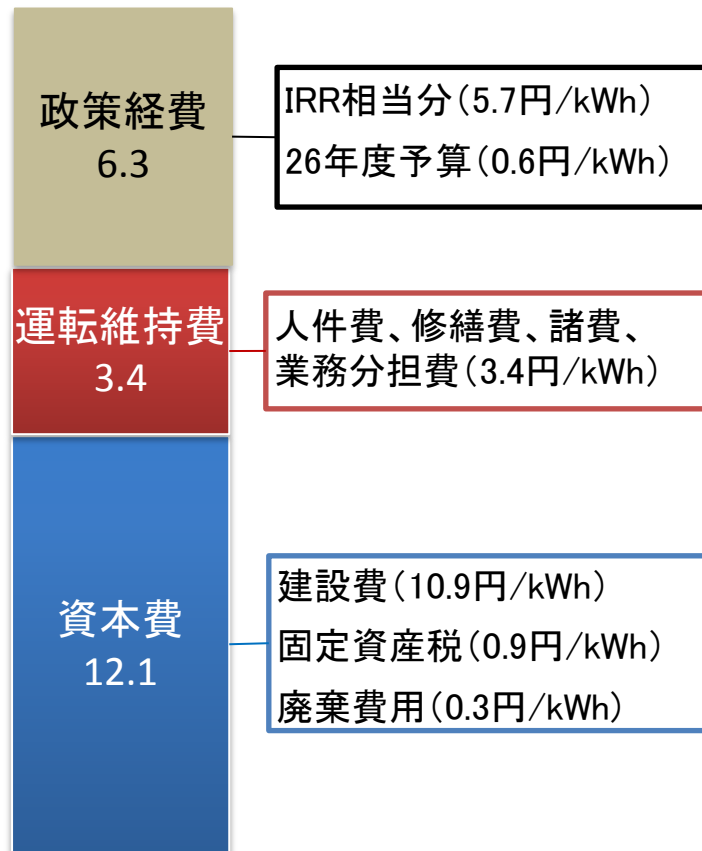 政策経費
6.3
IRR相当分(5.7円/kWh)
26年度予算(0.6円/kWh)
運転維持費
3.4
人件費、修繕費、諸費、
業務分担費(3.4円/kWh)
資本費
12.1
建設費(10.9円/kWh)
固定資産税(0.9円/kWh)
廃棄費用(0.3円/kWh)